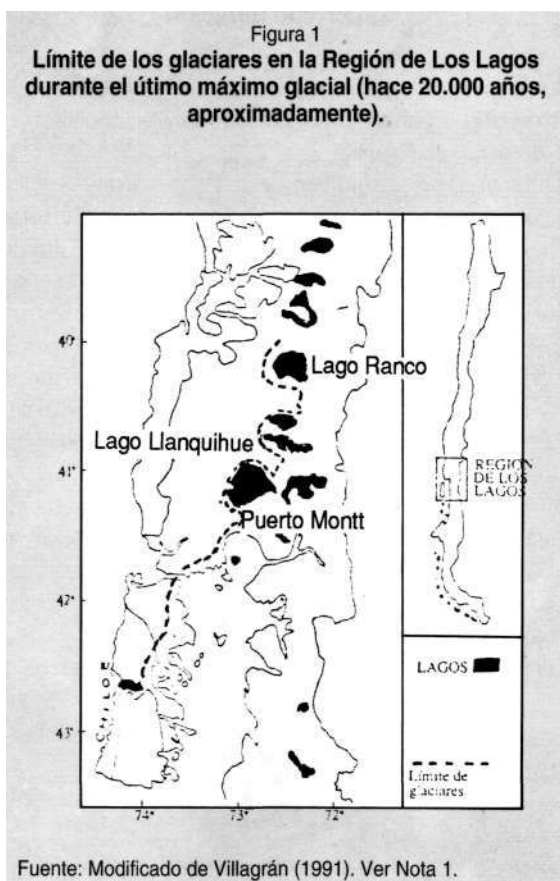 Figura 1
Límite de los glaciares en la Región de Los Lagos
durante el útimo máximo glacial (hace 20.000 años,
aproximadamente).
40°
Lago Ranco
Lago Llanquihue
41°
Puerto Montt
REGION
DE LOS
LAGOS
42°
LAGOS
CHILOE
43°
Límite de
glaciares
74° 73° 72°
Fuente: Modificado de Villagrán (1991). Ver Nota 1.